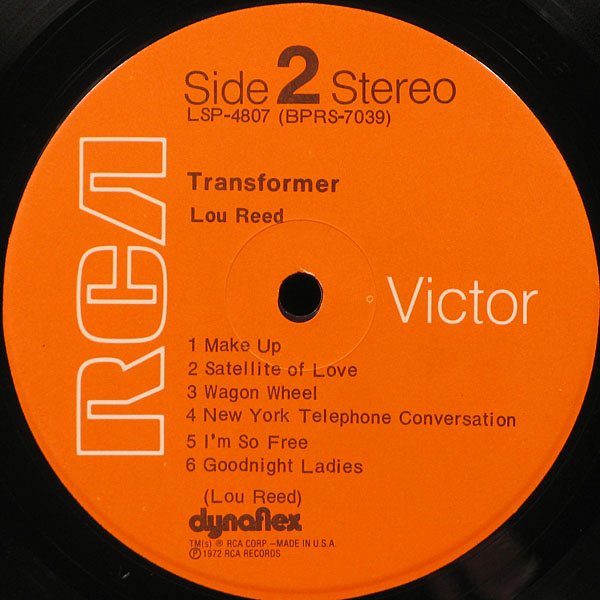 Side 2 Stereo
LSP-4807 (BPRS-7039)
Transformer
Lou Reed
RCA
Victor
1 Make Up
2 Satellite of Love
3 Wagon Wheel
4 New York Telephone Conversation
5 I'm So Free
6 Goodnight Ladies
(Lou Reed)
dynaflex
TM(s) ® RCA CORP.—MADE IN U.S.A.
Ⓟ 1972 RCA RECORDS